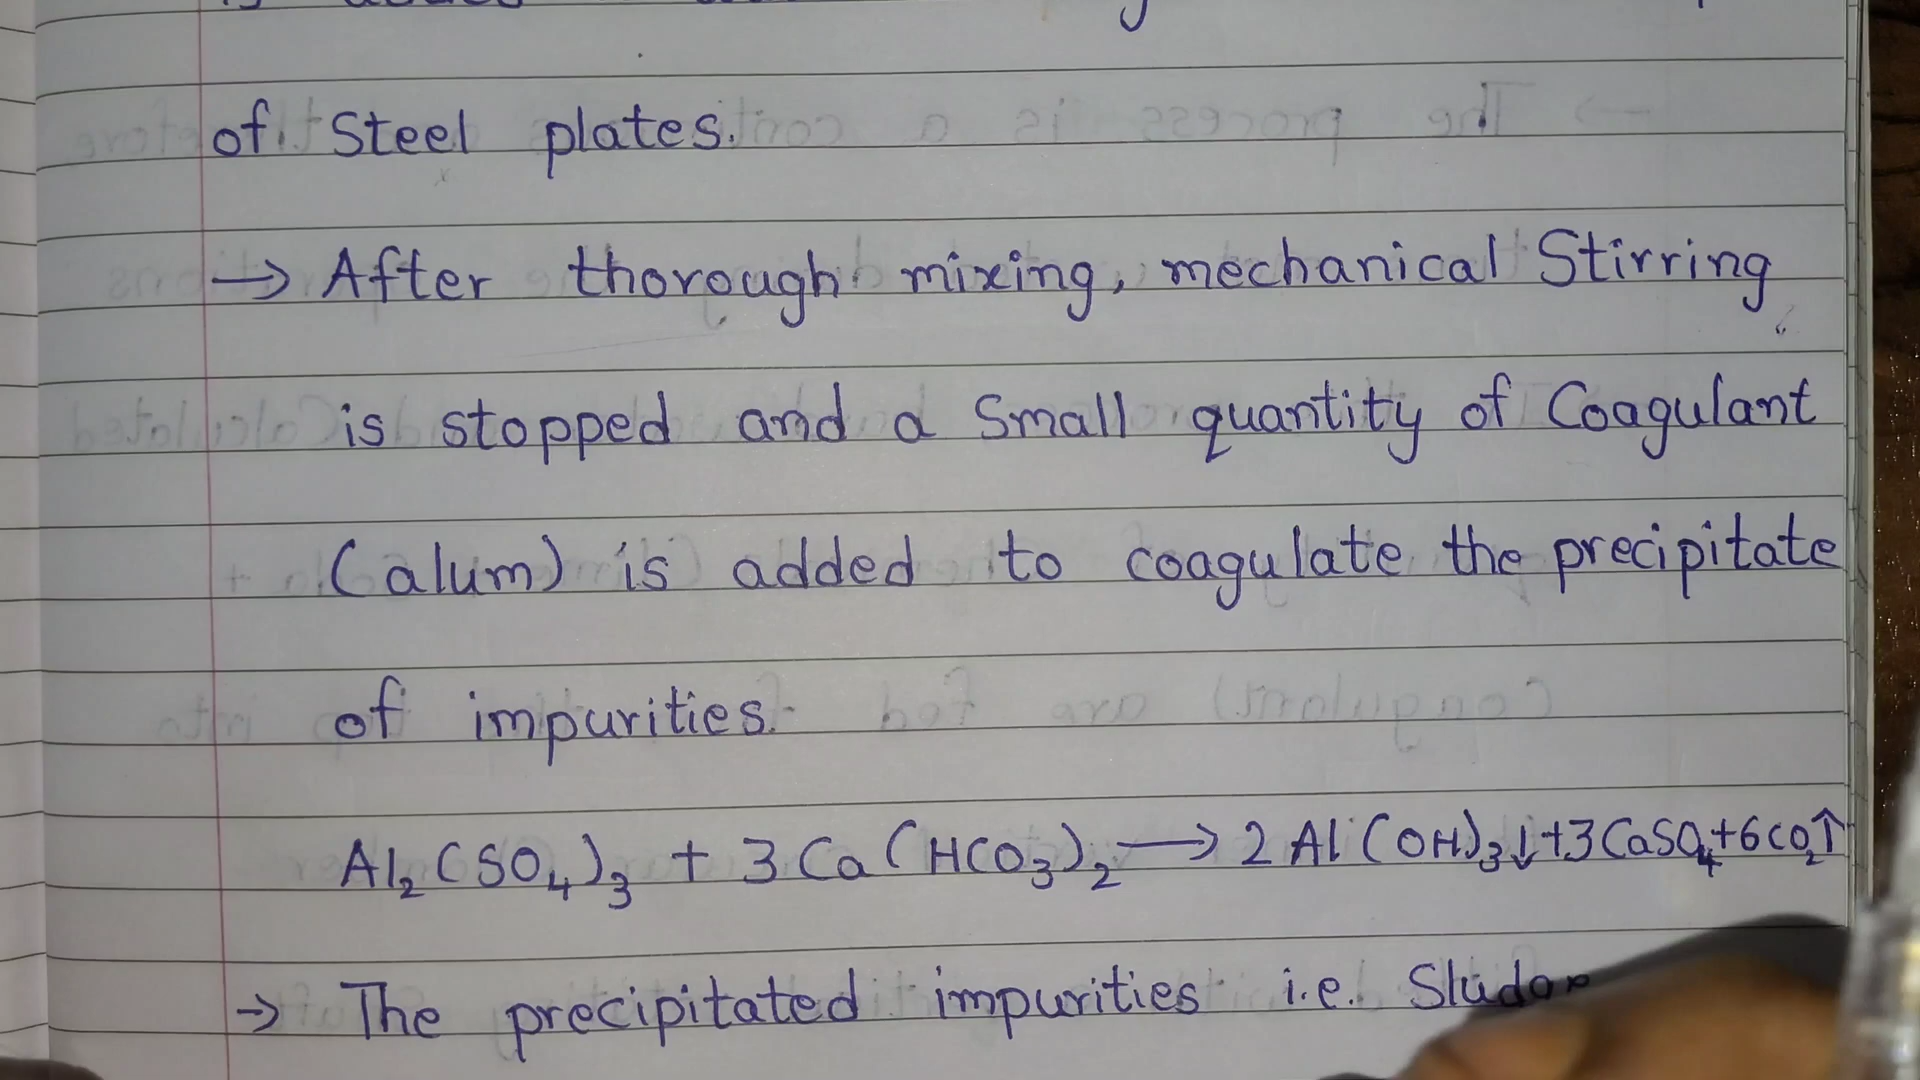 of Steel plates.
→ After thorough mixing, mechanical Stirring
is stopped and a Small quantity of Coagulant
(alum) is added to coagulate the precipitate
of impurities.
Al₂(SO₄)₃ + 3Ca(HCO₃)₂ → 2Al(OH)₃↓+3CaSO₄+6CO₂↑
→ The precipitated impurities i.e.